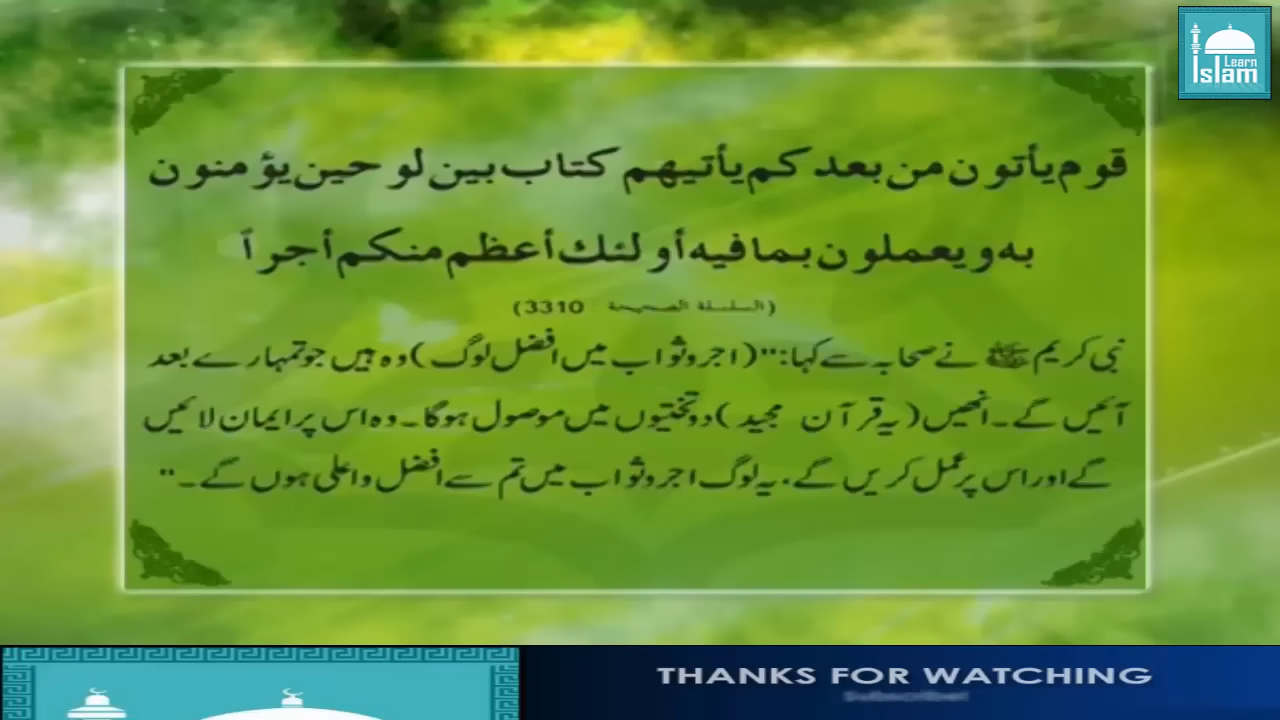 Learn
Islam
قوم يأتون من بعدكم يأتيهم كتاب بين لوحين يؤمنون
به ويعملون بما فيه أولئك أعظم منكم أجراً
(السلسلة الصحيحة : 3310)
نبی کریم ﷺ نے صحابہ سے کہا: "(اجر و ثواب میں افضل لوگ) وہ ہیں جو تمہارے بعد
آئیں گے۔ انھیں (یہ قرآن مجید) دو تختیوں میں موصول ہوگا۔ وہ اس پر ایمان لائیں
گے اور اس پر عمل کریں گے. یہ لوگ اجر و ثواب میں تم سے افضل و اعلی ہوں گے۔"
THANKS FOR WATCHING